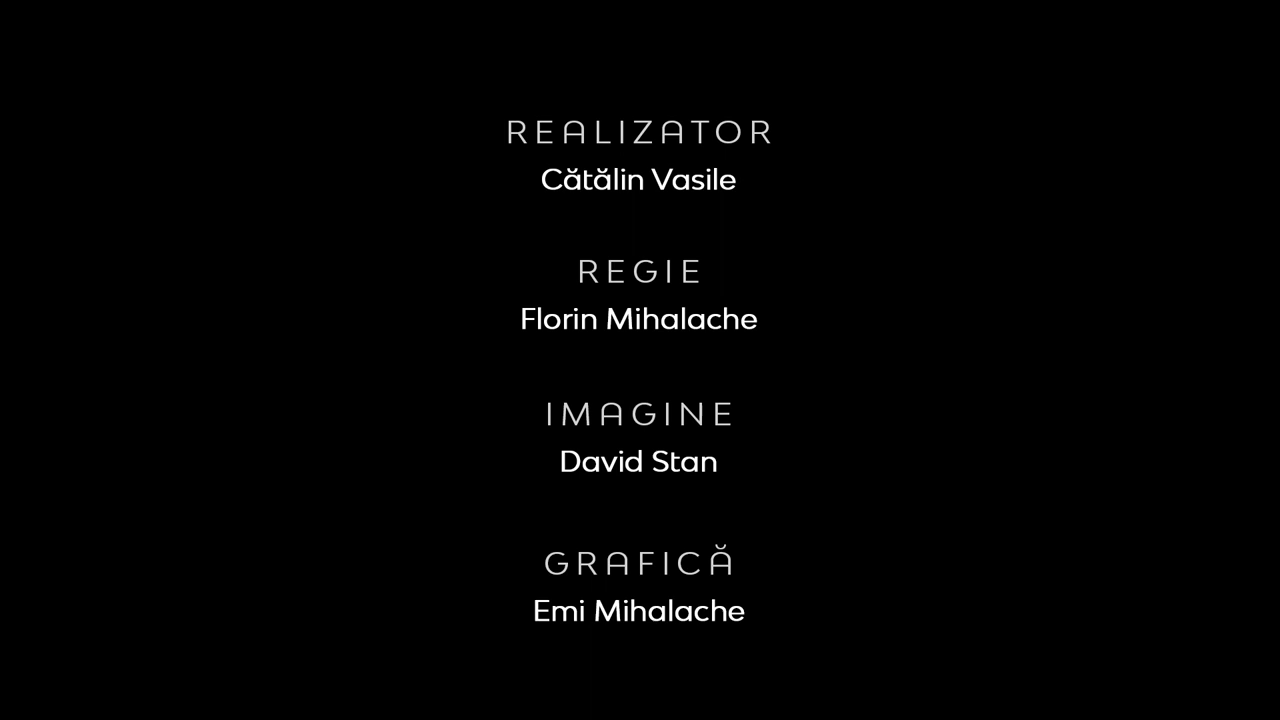 REALIZATOR
Cătălin Vasile
REGIE
Florin Mihalache
IMAGINE
David Stan
GRAFICĂ
Emi Mihalache